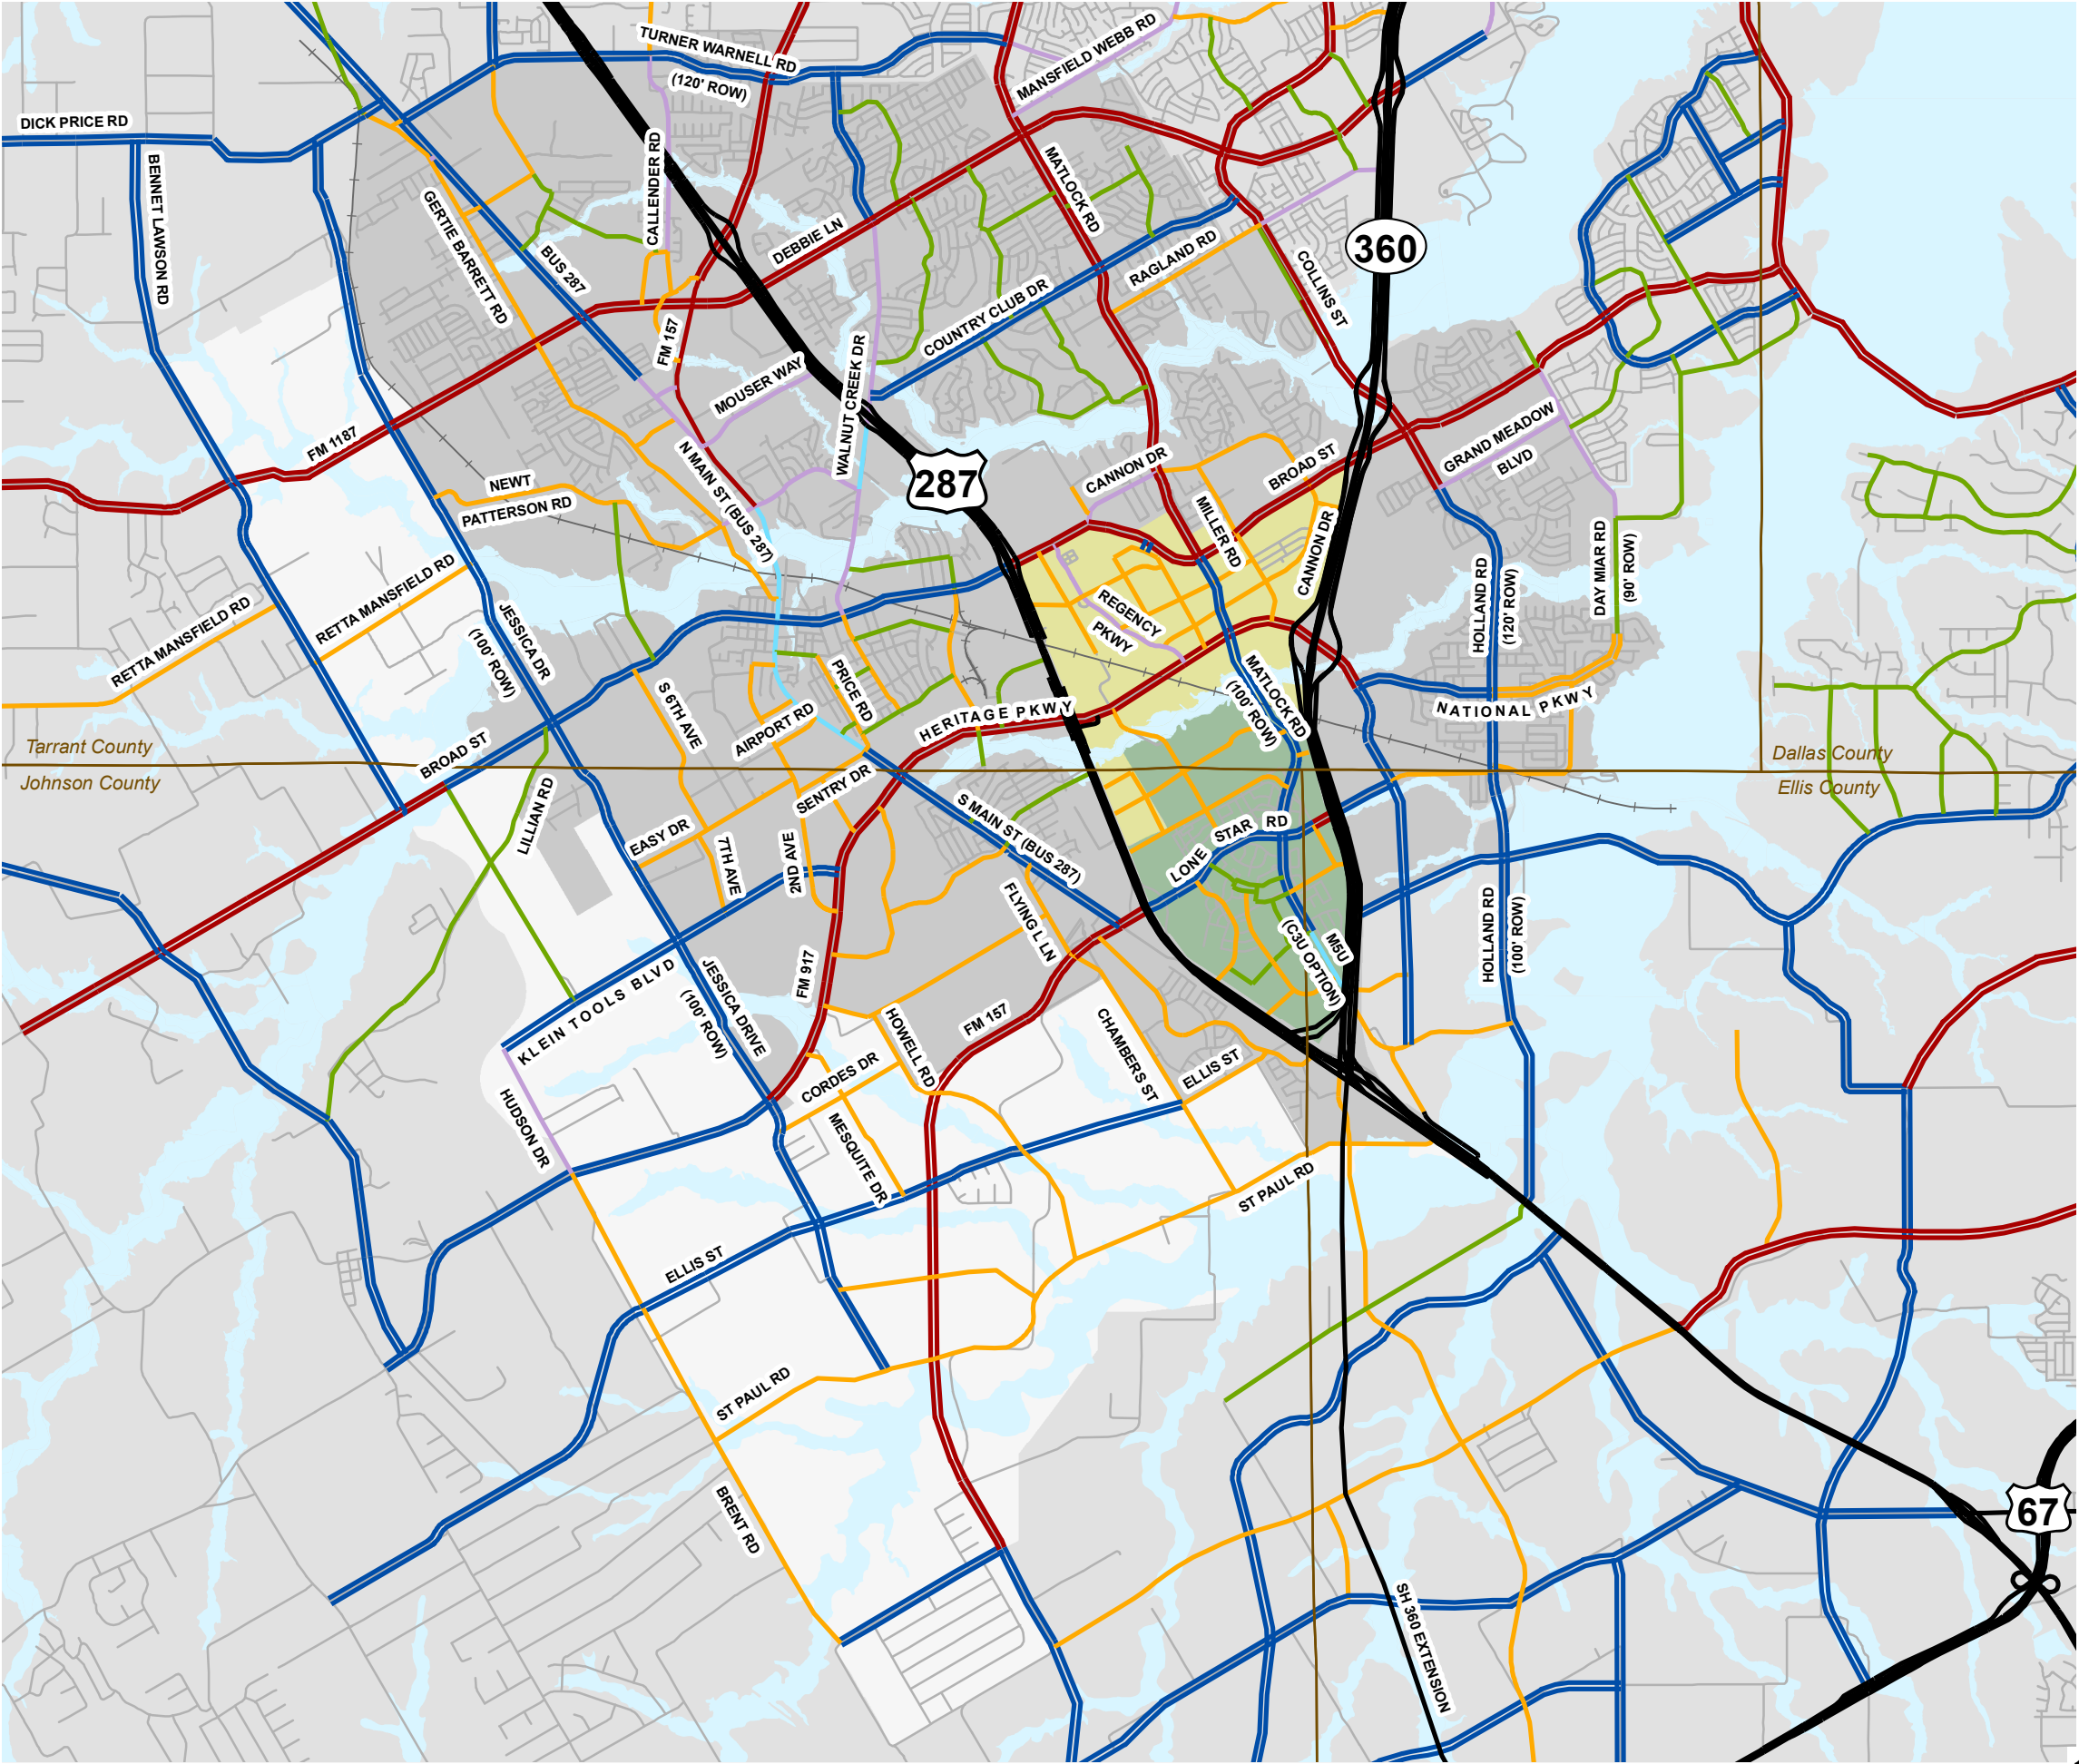 TURNER WARNELL RD
(120' ROW)
MANSFIELD WEBB RD
DICK PRICE RD
BENNET LAWSON RD
CALLENDER RD
MATLOCK RD
GERTIE BARRETT RD
BUS 287
DEBBIE LN
RAGLAND RD
360
COLLINS ST
COUNTRY CLUB DR
FM 157
MOUSER WAY
WALNUT CREEK DR
FM 1187
N MAIN ST (BUS 287)
287
CANNON DR
BROAD ST
GRAND MEADOW
BLVD
NEWT
PATTERSON RD
MILLER RD
CANNON DR
DAY MIAR RD
(90' ROW)
HOLLAND RD
(120' ROW)
RETTA MANSFIELD RD
RETTA MANSFIELD RD
JESSICA DR
(100' ROW)
REGENCY
PKWY
PRICE RD
S 6TH AVE
MATLOCK RD
(100' ROW)
HERITAGE PKWY
AIRPORT RD
NATIONAL PKWY
Tarrant County
Johnson County
BROAD ST
Dallas County
Ellis County
LILLIAN RD
SENTRY DR
EASY DR
7TH AVE
2ND AVE
S MAIN ST (BUS 287)
LONE STAR RD
FLYING L LN
HOLLAND RD
(100' ROW)
M5U
(C3U OPTION)
KLEIN TOOLS BLVD
JESSICA DRIVE
(100' ROW)
FM 917
HOWELL RD
FM 157
CHAMBERS ST
ELLIS ST
CORDES DR
HUDSON DR
MESQUITE DR
ST PAUL RD
ELLIS ST
ST PAUL RD
BRENT RD
67
SH 360 EXTENSION